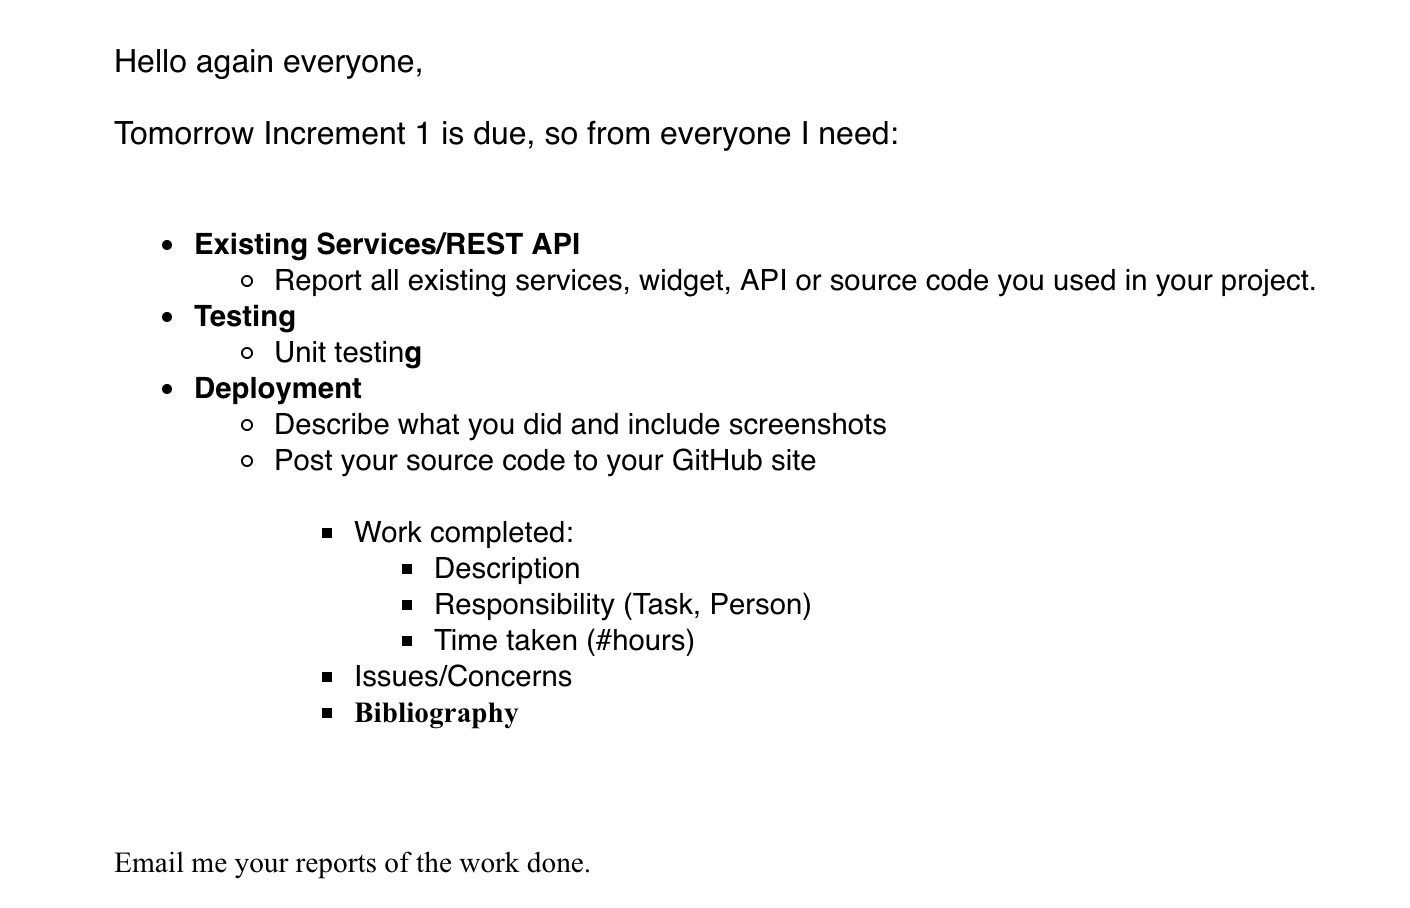 Hello again everyone,
Tomorrow Increment 1 is due, so from everyone I need:
Existing Services/REST API
Report all existing services, widget, API or source code you used in your project.
Testing
Unit testing
Deployment
Describe what you did and include screenshots
Post your source code to your GitHub site
Work completed:
Description
Responsibility (Task, Person)
Time taken (#hours)
Issues/Concerns
Bibliography
Email me your reports of the work done.